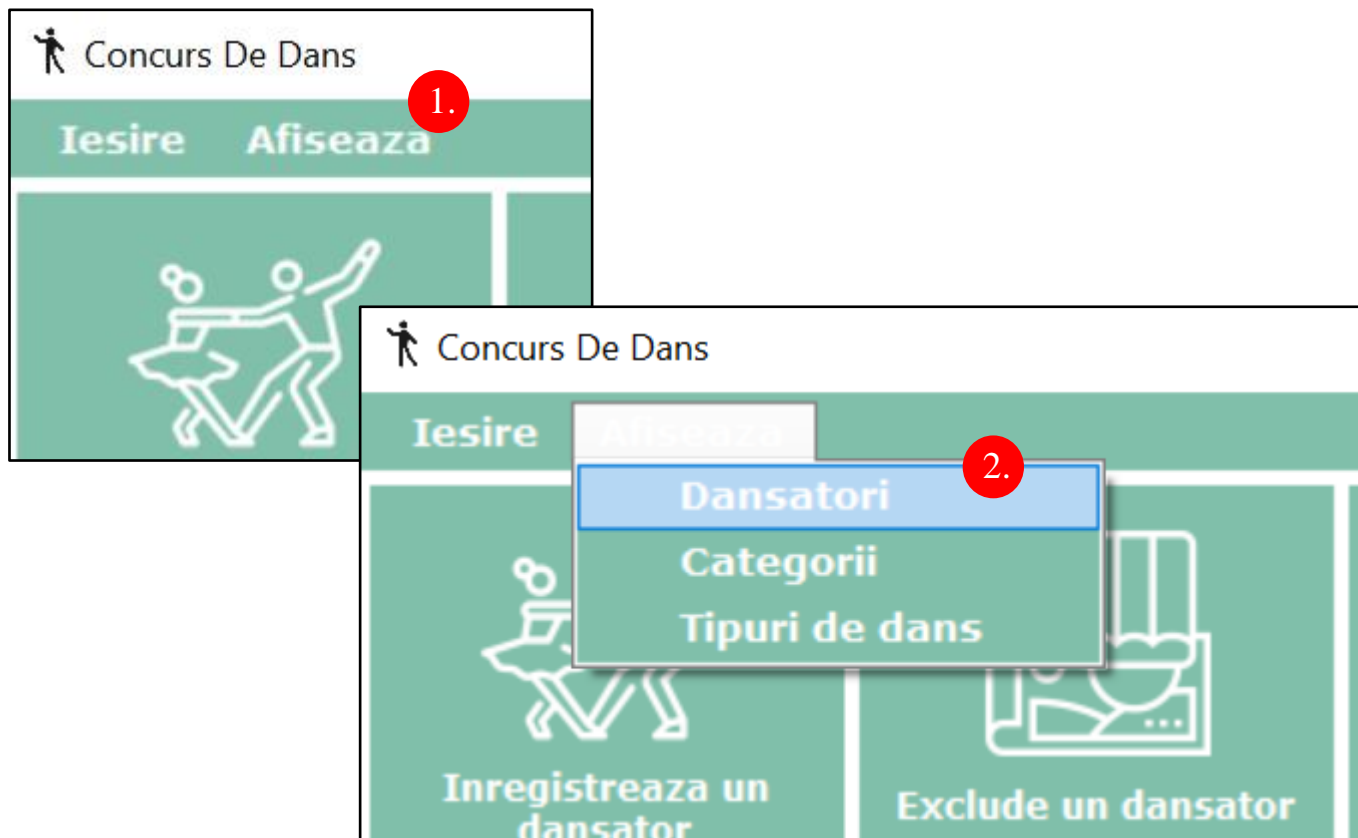 Concurs De Dans
1.
Iesire Afiseaza
Concurs De Dans
Iesire Afiseaza
2.
Dansatori
Categorii
Tipuri de dans
Inregistreaza un
dansator
Exclude un dansator